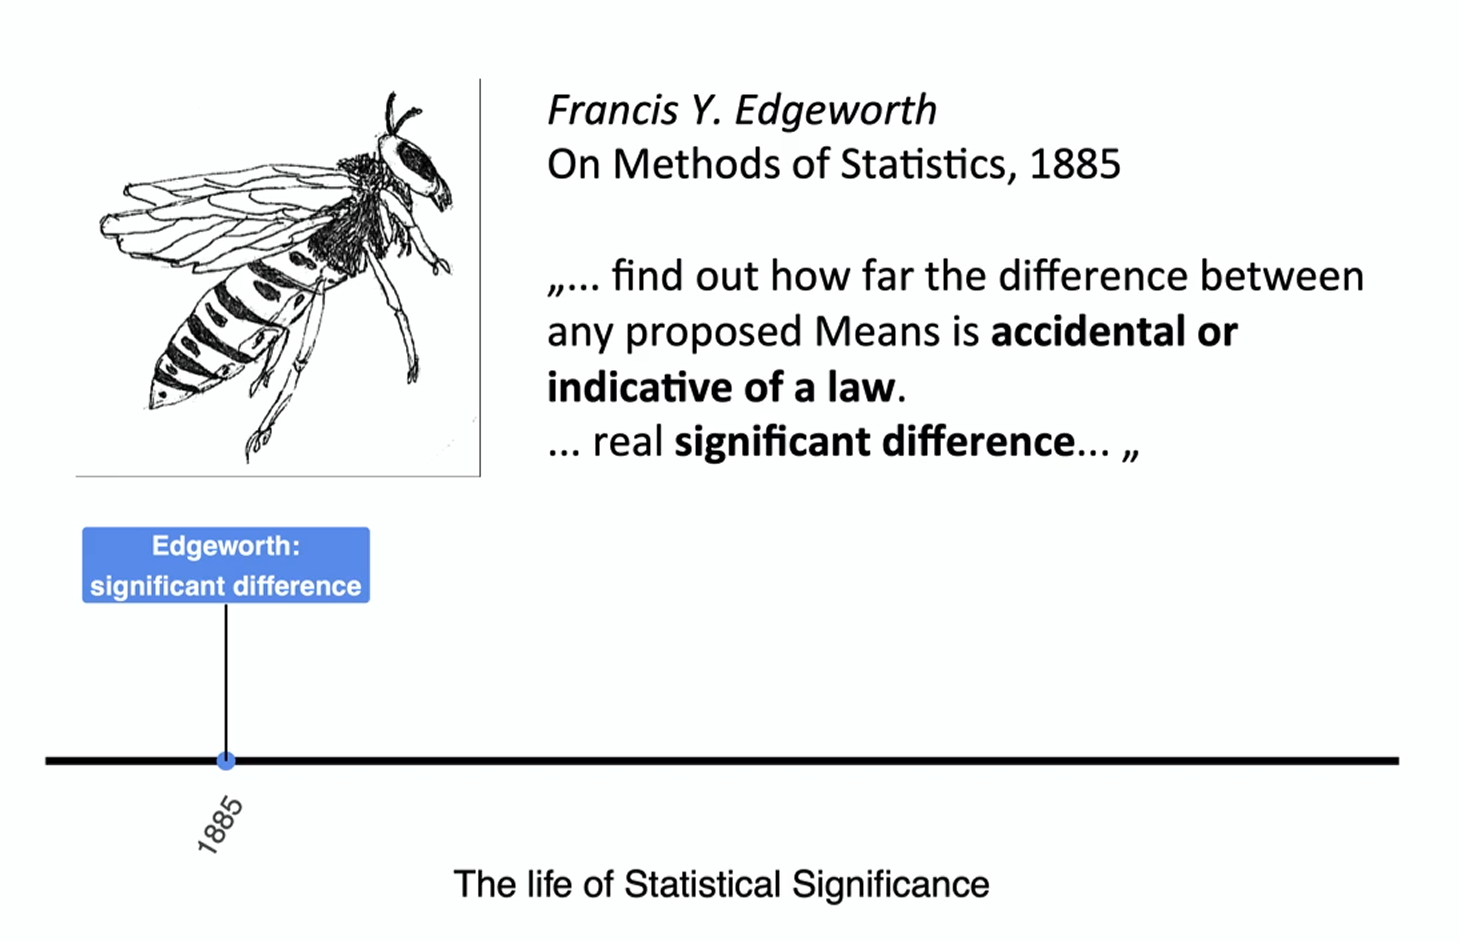 Francis Y. Edgeworth
On Methods of Statistics, 1885
„... find out how far the difference between
any proposed Means is accidental or
indicative of a law.
... real significant difference... „
Edgeworth:
significant difference
1885
The life of Statistical Significance